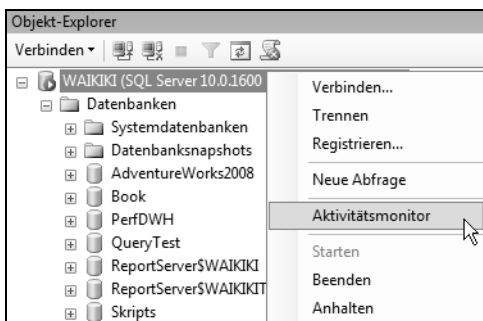 Objekt-Explorer
Verbinden
WAIKIKI (SQL Server 10.0.1600
Datenbanken
Systemdatenbanken
Datenbanksnapshots
AdventureWorks2008
Book
PerfDWH
QueryTest
ReportServer$WAIKIKI
ReportServer$WAIKIKIT
Skripts
Verbinden...
Trennen
Registrieren...
Neue Abfrage
Aktivitätsmonitor
Starten
Beenden
Anhalten